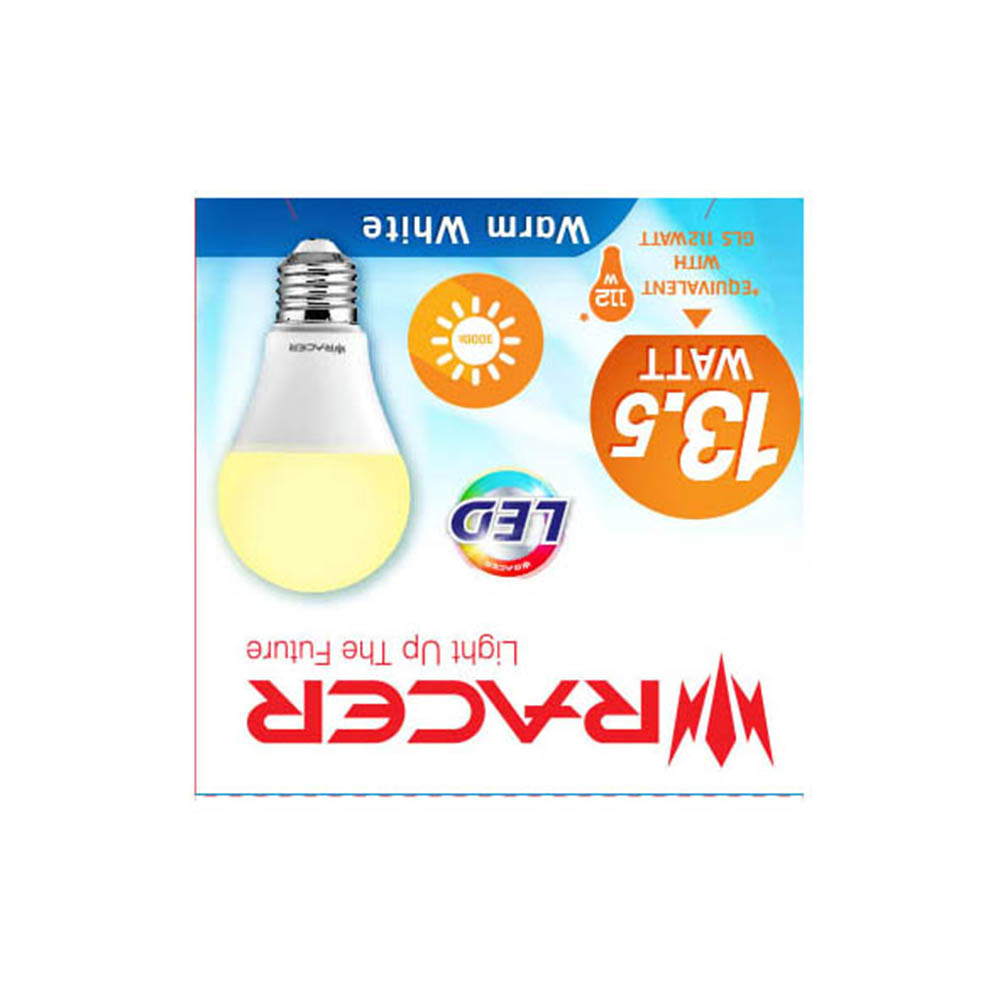 RACER
Light Up The Future
RACER
LED
13.5
WATT
*EQUIVALENT
WITH
GLS 112WATT
112
W
*
3000K
RACER
Warm White